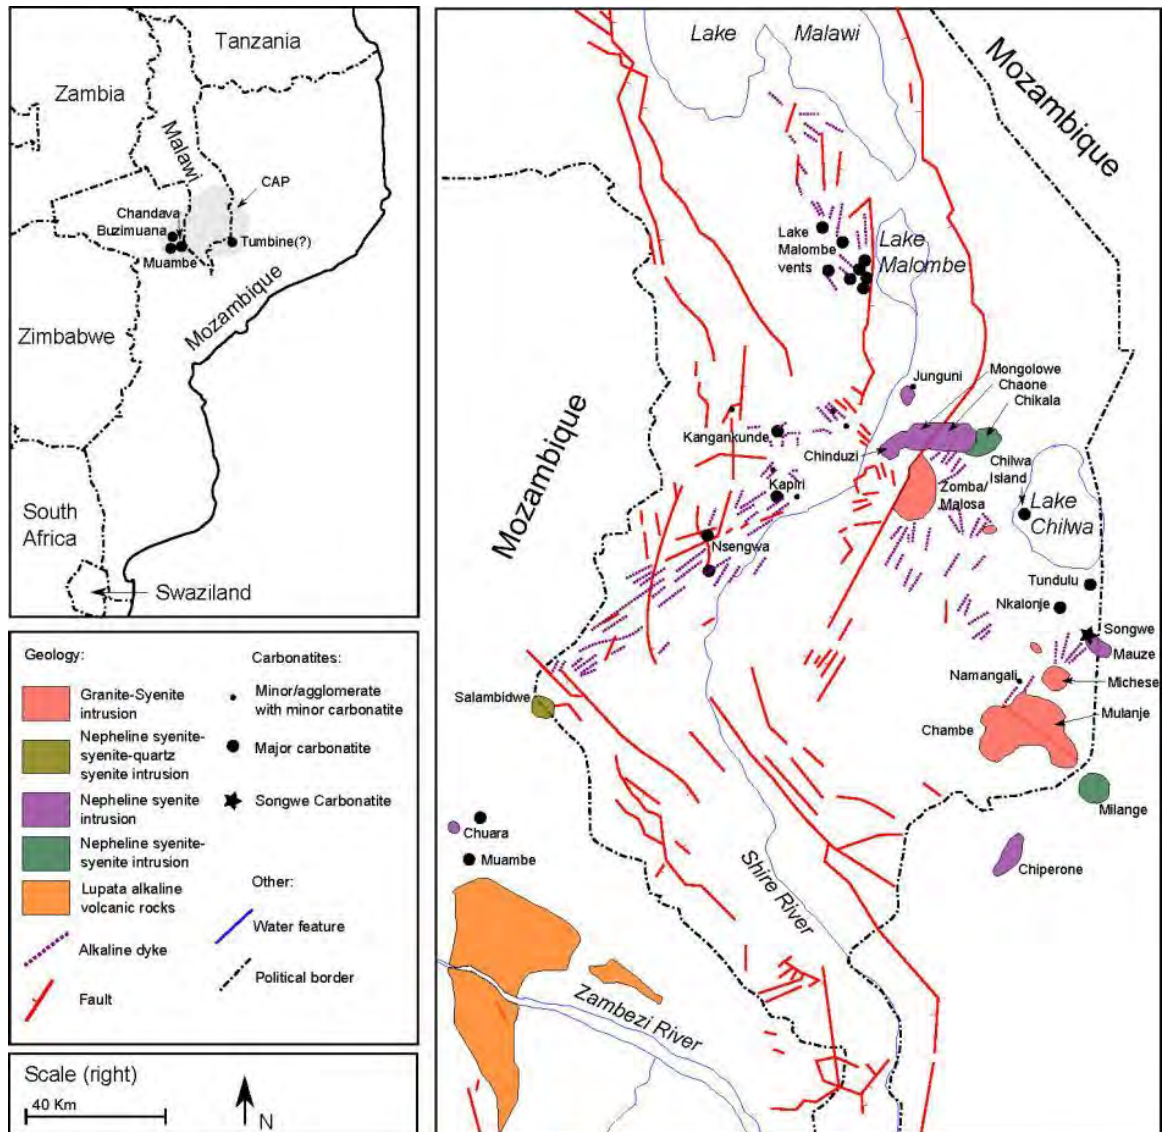 Tanzania
Zambia
Malawi
CAP
Chandava
Buzimuana
Tumbine(?)
Muambe
Mozambique
Zimbabwe
South
Africa
Swaziland
Geology:
Granite-Syenite
intrusion
Nepheline syenite-
syenite-quartz
syenite intrusion
Nepheline syenite
intrusion
Nepheline syenite-
syenite intrusion
Lupata alkaline
volcanic rocks
Alkaline dyke
Fault
Carbonatites:
Minor/agglomerate
with minor carbonatite
Major carbonatite
Songwe Carbonatite
Other:
Water feature
Political border
Scale (right)
40 Km
N
Lake Malawi
Mozambique
Lake
Malombe
vents
Lake
Malombe
Mozambique
Junguni
Mongolowe
Chaone
Chikala
Kangankunde
Chinduzi
Chilwa
Island
Kapiri
Zomba/
Malosa
Lake
Chilwa
Nsengwa
Tundulu
Nkalonje
Songwe
Mauze
Namangali
Michese
Salambidwe
Chambe
Mulanje
Milange
Chuara
Muambe
Chiperone
Shire River
Zambezi River